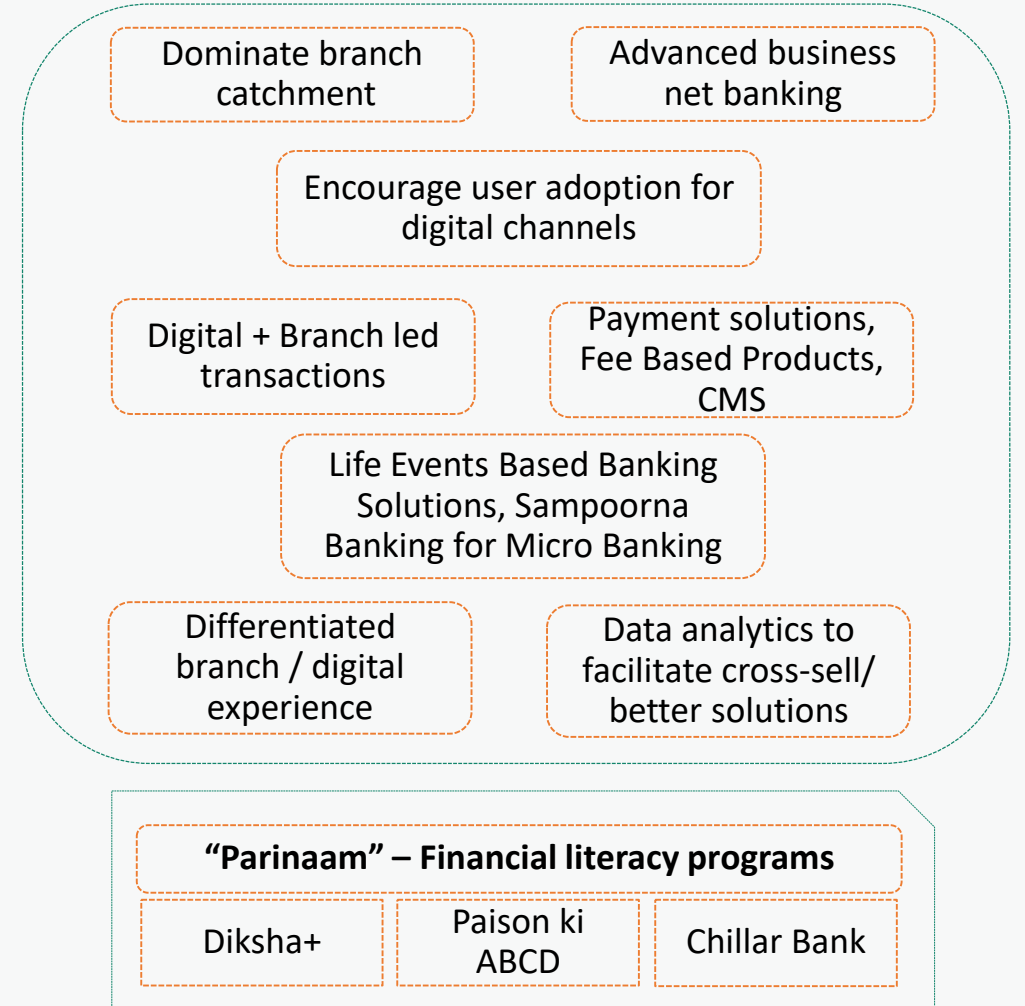 Dominate branch
catchment
Advanced business
net banking
Encourage user adoption for
digital channels
Digital + Branch led
transactions
Payment solutions,
Fee Based Products,
CMS
Life Events Based Banking
Solutions, Sampoorna
Banking for Micro Banking
Differentiated
branch / digital
experience
Data analytics to
facilitate cross-sell/
better solutions
“Parinaam” – Financial literacy programs
Diksha+
Paison ki
ABCD
Chillar Bank